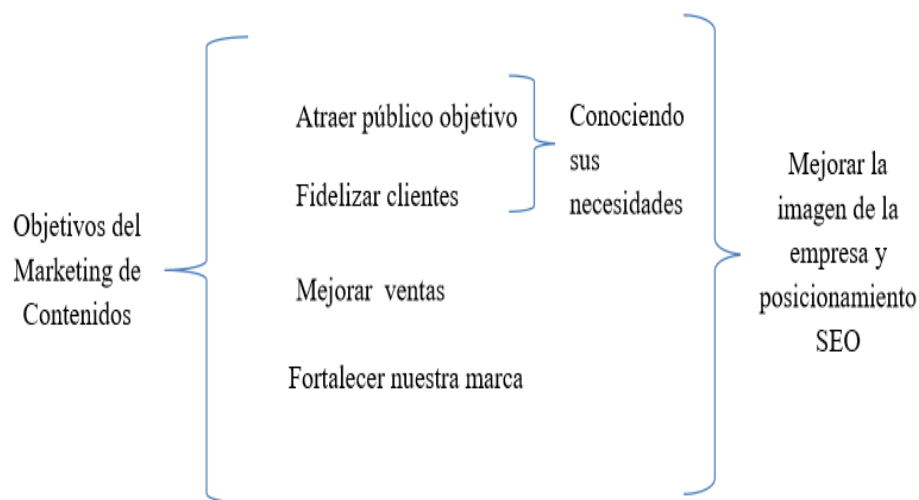 Objetivos del
Marketing de
Contenidos
Atraer público objetivo
Fidelizar clientes
Conociendo
sus
necesidades
Mejorar ventas
Fortalecer nuestra marca
Mejorar la
imagen de la
empresa y
posicionamiento
SEO